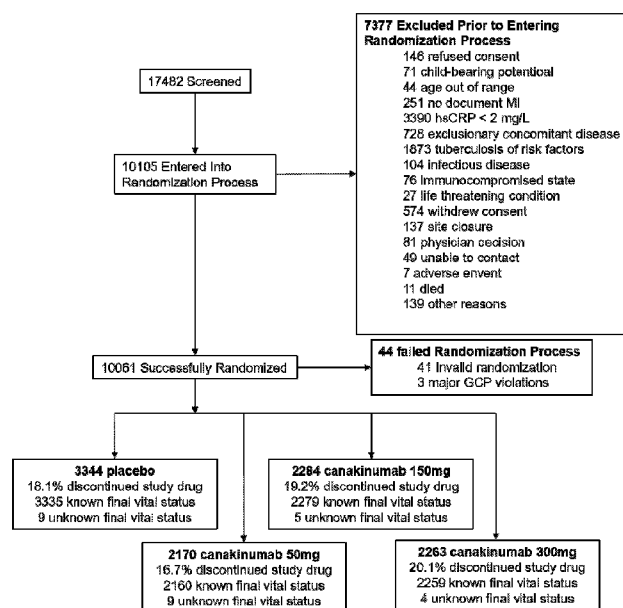 7377 Excluded Prior to Entering
Randomization Process
146 refused consent
71 child-bearing potentioal
44 age out of range
251 no document MI
3390 hsCRP < 2 mg/L
728 exclusionary concomitant disease
1873 tuberculosis of risk factors
104 infectious disease
76 immunocompromised state
27 life threatening condition
574 withdrew consent
137 site closure
81 physician cecision
49 unable to contact
7 adverse envent
11 died
139 other reasons
17482 Screened
10105 Entered Into
Randomization Process
44 failed Randomization Process
41 Invalid randomization
3 major GCP violations
10061 Successfully Randomized
3344 placebo
18.1% discontinued study drug
3335 known final vital status
9 unknown final vital status
2284 canakinumab 150mg
19.2% discontinued study drug
2279 known final vital status
5 unknown final vital status
2170 canakinumab 50mg
16.7% discontinued study drug
2160 known final vital status
9 unknown final vital status
2263 canakinumab 300mg
20.1% discontinued study drug
2259 known final vital status
4 unknown final vital status